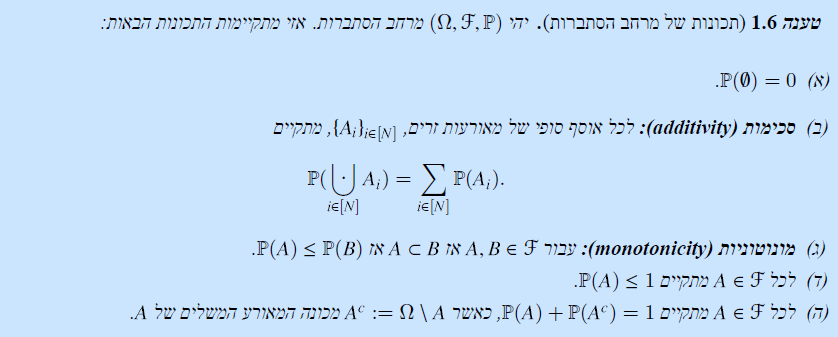 טענה 1.6 (תכונות של מרחב הסתברות). יהי (Ω, ℱ, ℙ) מרחב הסתברות. אזי מתקיימות התכונות הבאות:
(א) ℙ(∅) = 0.
(ב) סכימות (additivity): לכל אוסף סופי של מאורעות זרים, {A_i}_{i∈[N]}, מתקיים
ℙ(⨃_{i∈[N]} A_i) = ∑_{i∈[N]} ℙ(A_i).
(ג) מונוטוניות (monotonicity): עבור A, B ∈ ℱ אז A ⊂ B אז ℙ(A) ≤ ℙ(B).
(ד) לכל A ∈ ℱ מתקיים ℙ(A) ≤ 1.
(ה) לכל A ∈ ℱ מתקיים ℙ(A) + ℙ(A^c) = 1, כאשר A^c := Ω \ A מכונה המאורע המשלים של A.